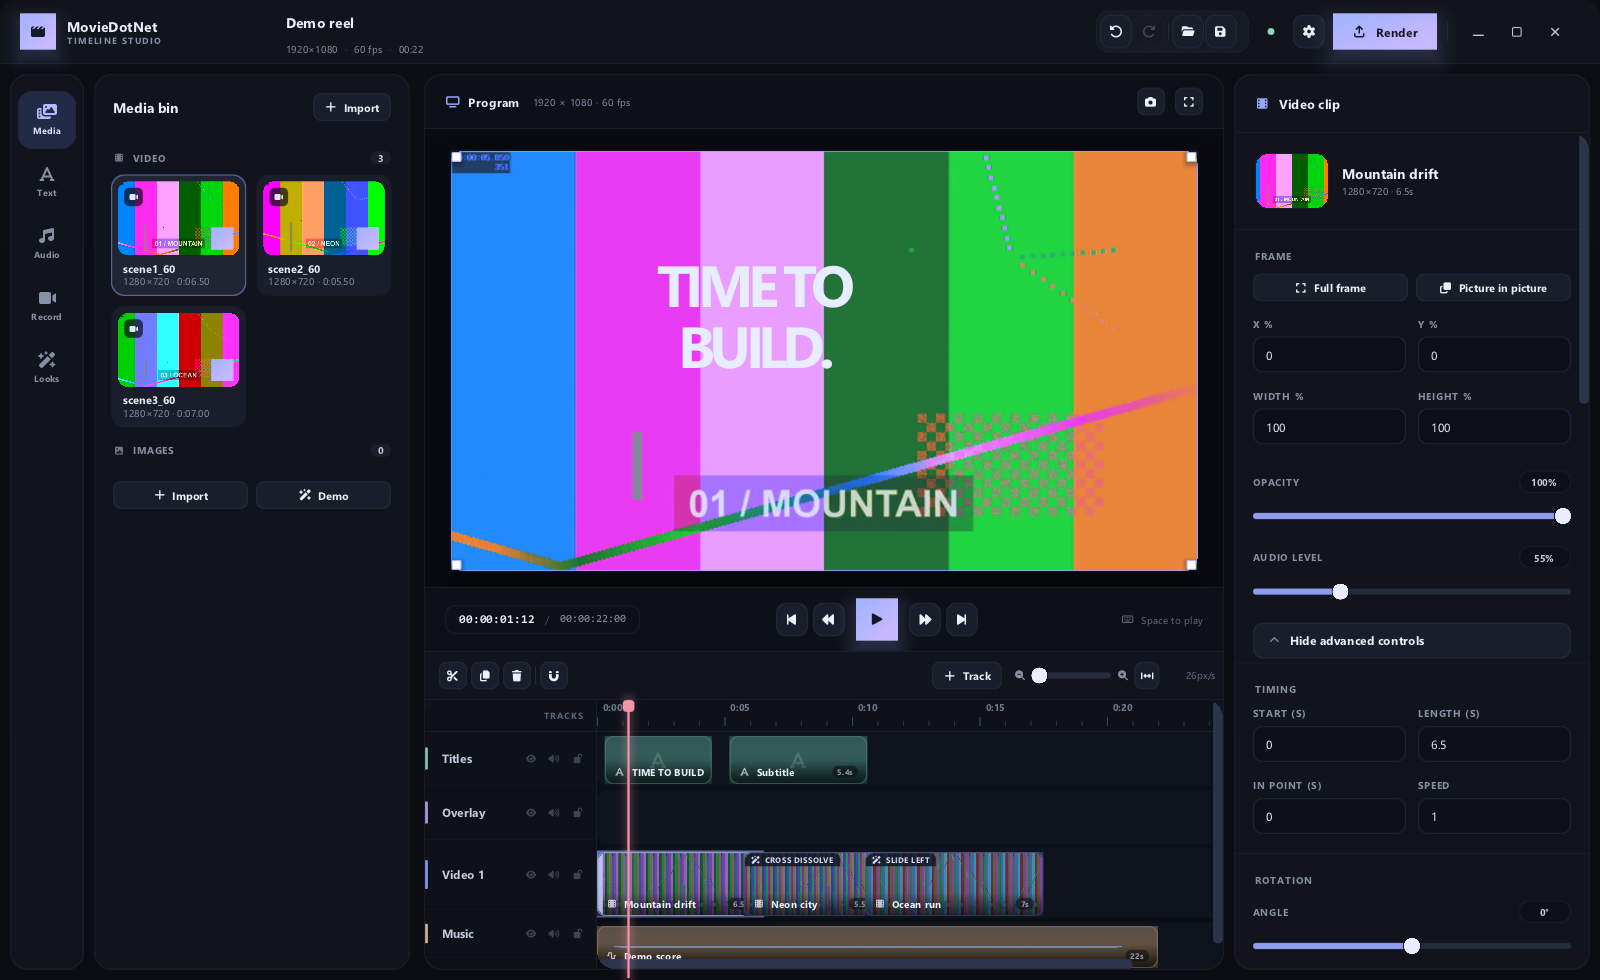 MovieDotNet
TIMELINE STUDIO
Demo reel
1920×1080 · 60 fps · 00:22
Render
Media
Text
Audio
Record
Looks
Media bin
Import
VIDEO 3
01 / MOUNTAIN
scene1_60
1280×720 · 0:06.50
02 / NEON
scene2_60
1280×720 · 0:05.50
03 / OCEAN
scene3_60
1280×720 · 0:07.00
IMAGES 0
Import
Demo
Program 1920 × 1080 · 60 fps
00:00:05.850
351
TIME TO
BUILD.
01 / MOUNTAIN
00:00:01:12 / 00:00:22:00
Space to play
Track
26px/s
TRACKS
0:00 0:05 0:10 0:15 0:20
Titles
TIME TO BUILD
Subtitle 5.4s
Overlay
Video 1
CROSS DISSOLVE
SLIDE LEFT
Mountain drift 6.5
Neon city 5.5
Ocean run 7s
Music
Demo score 22s
Video clip
01 / MOUNTAIN
Mountain drift
1280×720 · 6.5s
FRAME
Full frame
Picture in picture
X % Y %
0 0
WIDTH % HEIGHT %
100 100
OPACITY 100%
AUDIO LEVEL 55%
Hide advanced controls
TIMING
START (S) LENGTH (S)
0 6.5
IN POINT (S) SPEED
0 1
ROTATION
ANGLE 0°